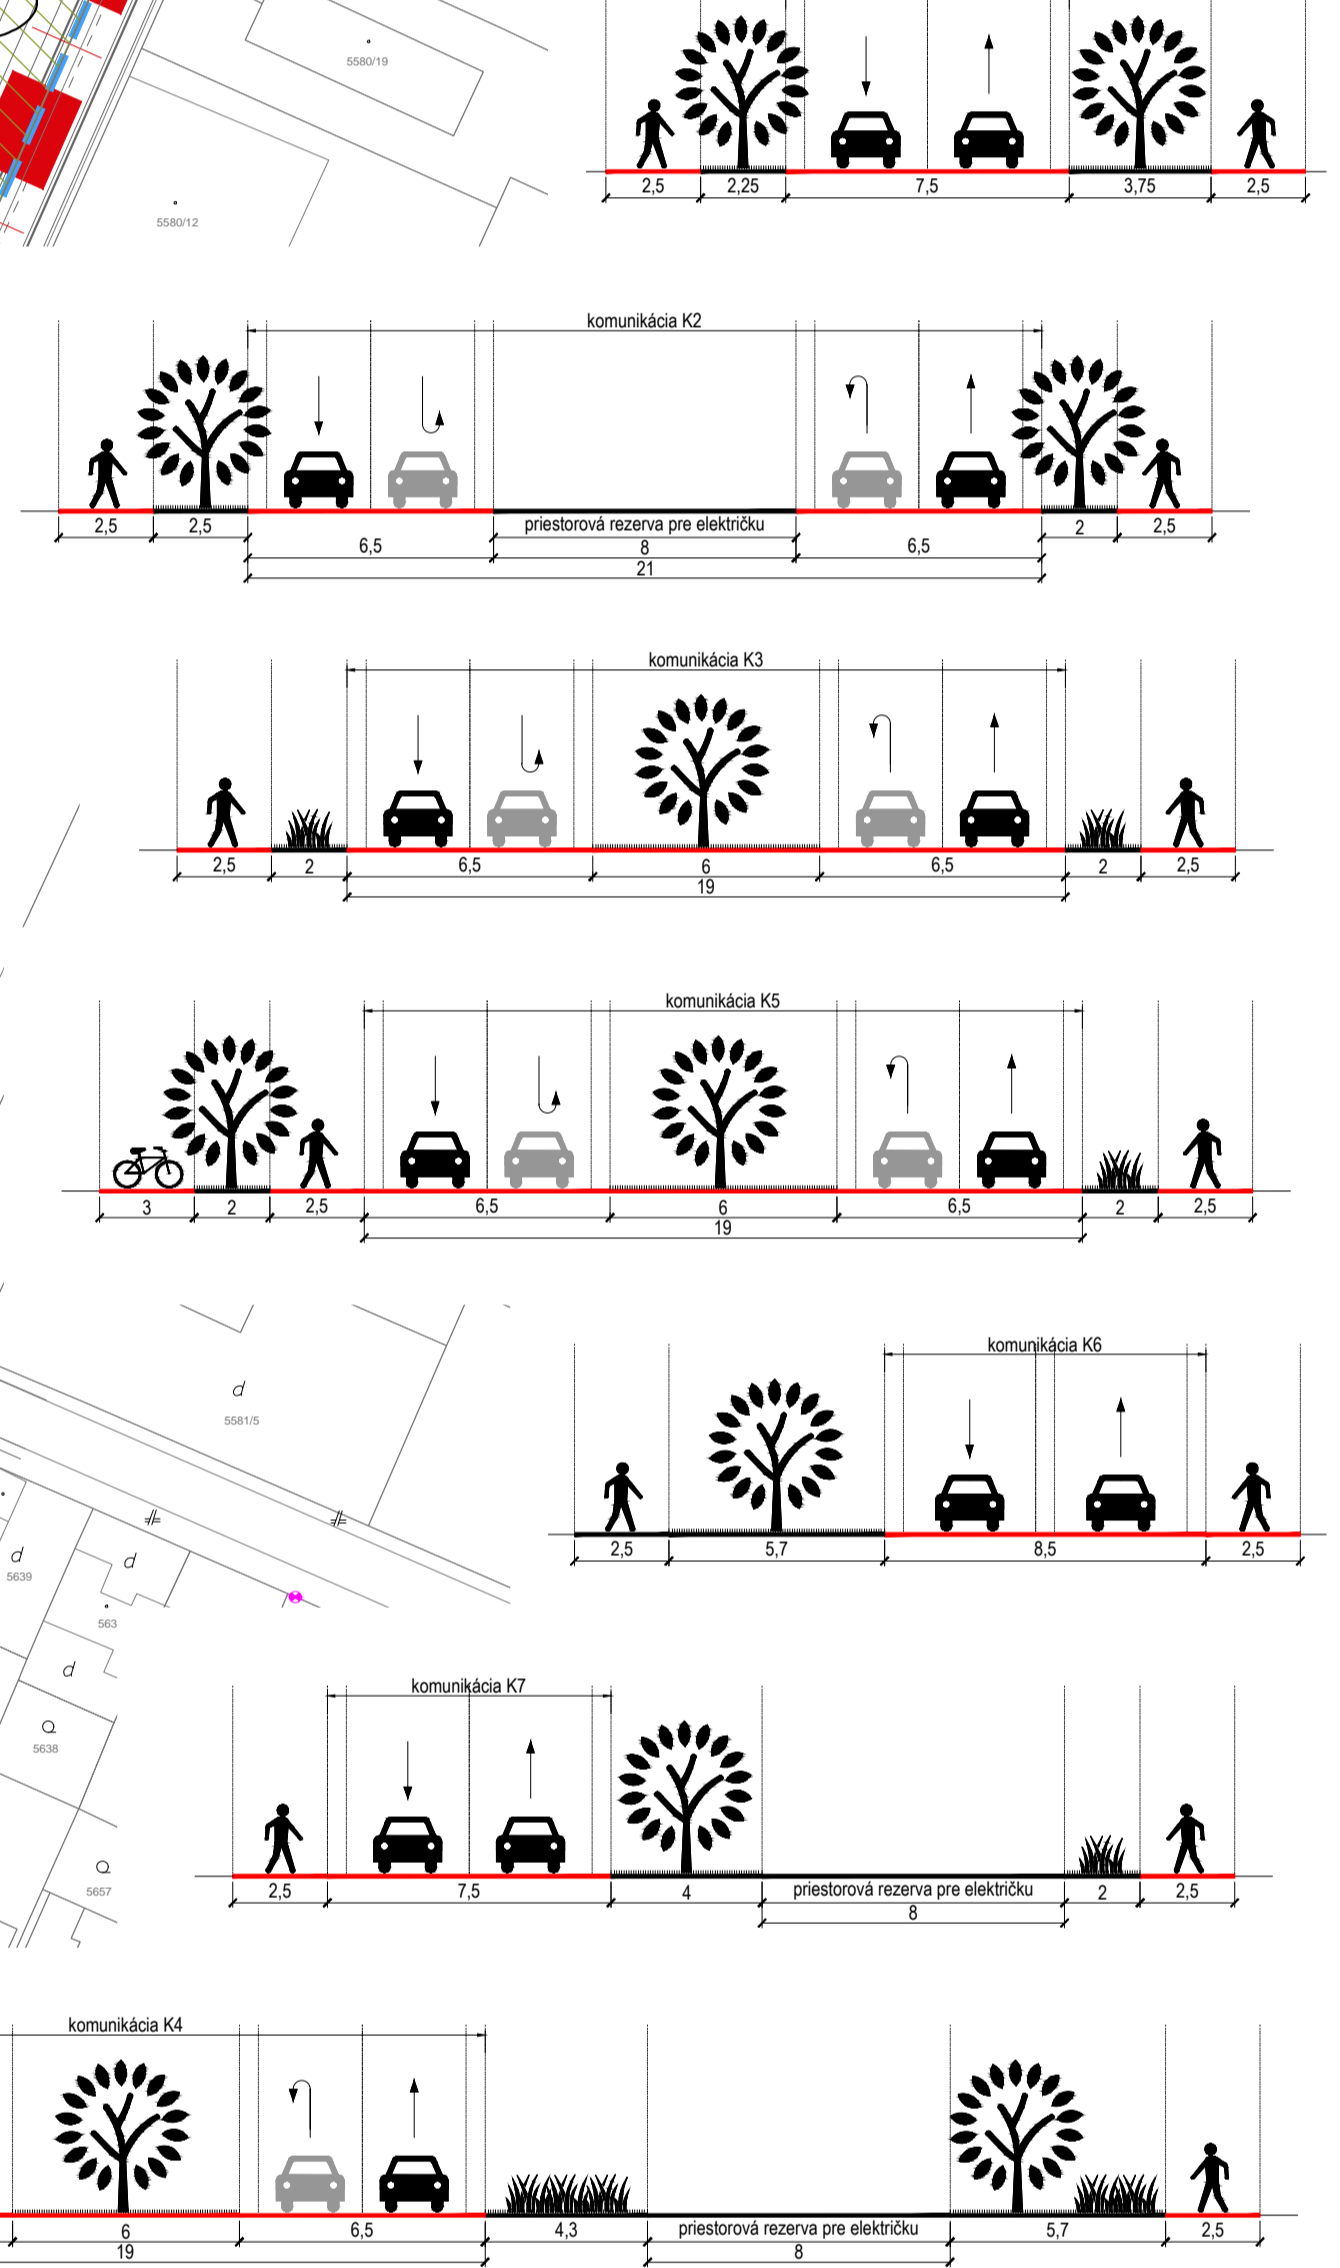 5580/19
5580/12
2,5 2,25 7,5 3,75 2,5
komunikácia K2
2,5 2,5 priestorová rezerva pre električku 2 2,5
6,5 8 6,5
21
komunikácia K3
2,5 2 6,5 6 6,5 2 2,5
19
komunikácia K5
3 2 2,5 6,5 6 6,5 2 2,5
19
komunikácia K6
2,5 5,7 8,5 2,5
5581/5
5639
563
5638
5657
komunikácia K7
2,5 7,5 4 priestorová rezerva pre električku 2 2,5
8
komunikácia K4
6 6,5 4,3 priestorová rezerva pre električku 5,7 2,5
19 8